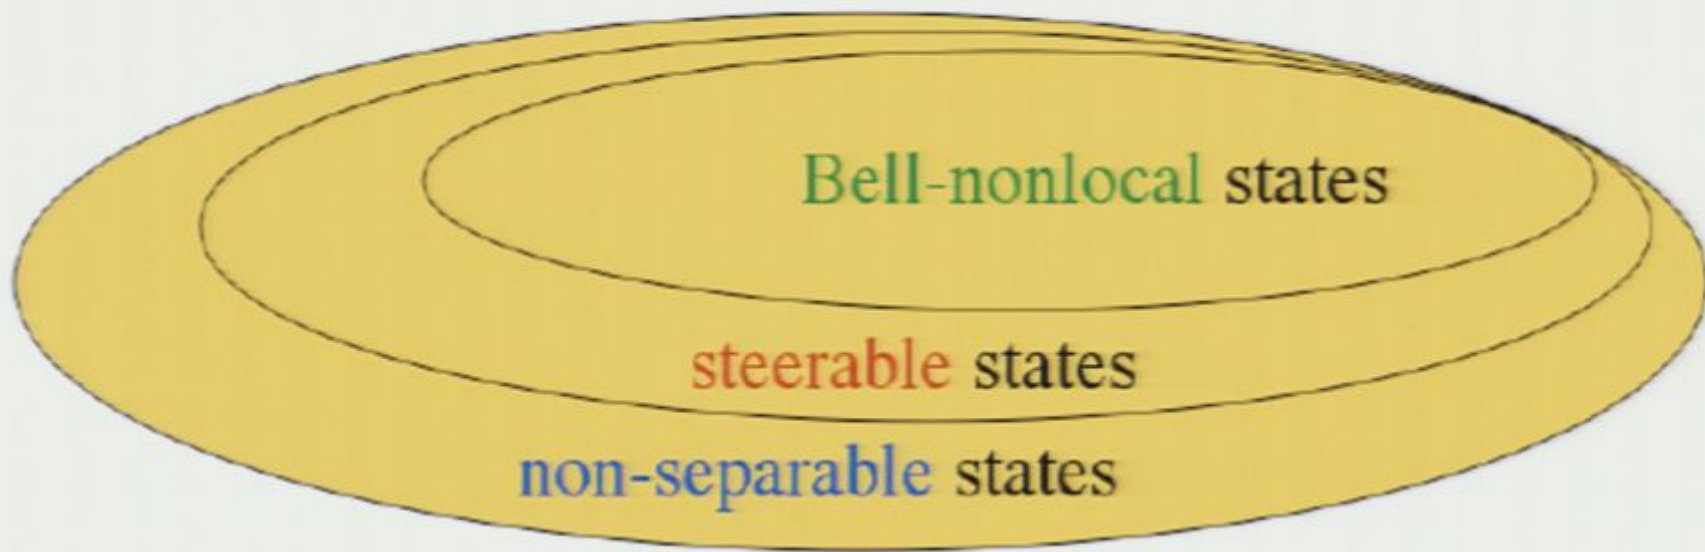 Bell-nonlocal states
steerable states
non-separable states